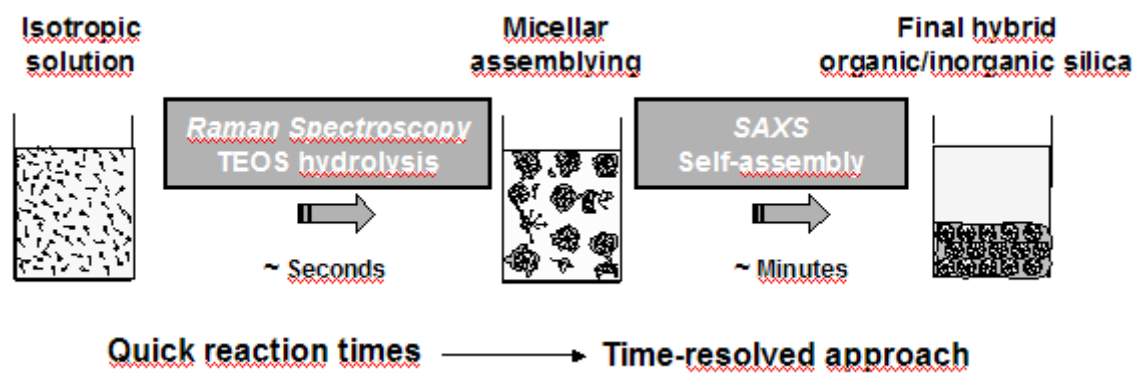 Isotropic
solution
Micellar
assemblying
Final hybrid
organic/inorganic silica
Raman Spectroscopy
TEOS hydrolysis
SAXS
Self-assembly
~ Seconds
~ Minutes
Quick reaction times
Time-resolved approach